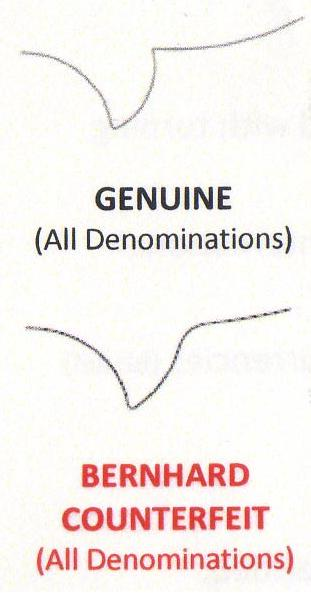 GENUINE
(All Denominations)
BERNHARD
COUNTERFEIT
(All Denominations)